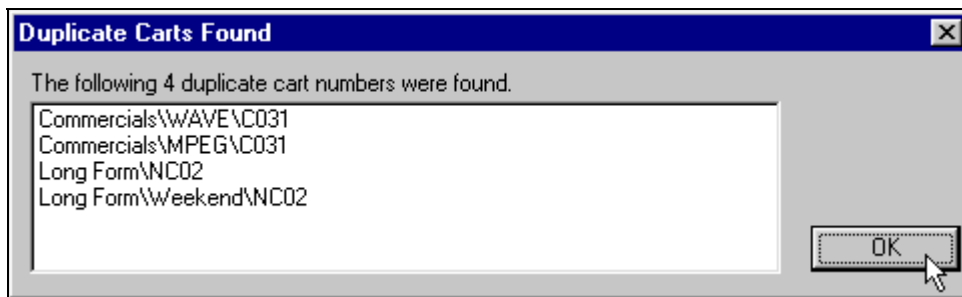 Duplicate Carts Found
The following 4 duplicate cart numbers were found.
Commercials\WAVE\C031
Commercials\MPEG\C031
Long Form\NC02
Long Form\Weekend\NC02
OK